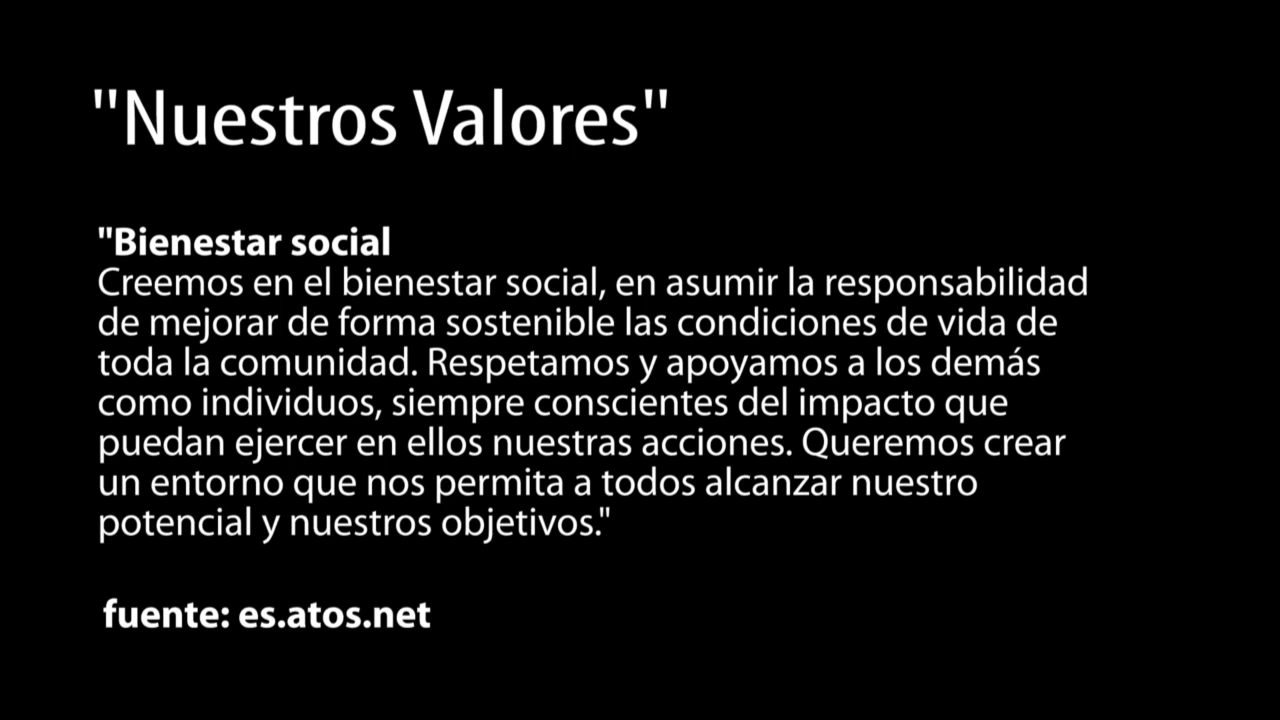 "Nuestros Valores"
"Bienestar social
Creemos en el bienestar social, en asumir la responsabilidad
de mejorar de forma sostenible las condiciones de vida de
toda la comunidad. Respetamos y apoyamos a los demás
como individuos, siempre conscientes del impacto que
puedan ejercer en ellos nuestras acciones. Queremos crear
un entorno que nos permita a todos alcanzar nuestro
potencial y nuestros objetivos."
fuente: es.atos.net